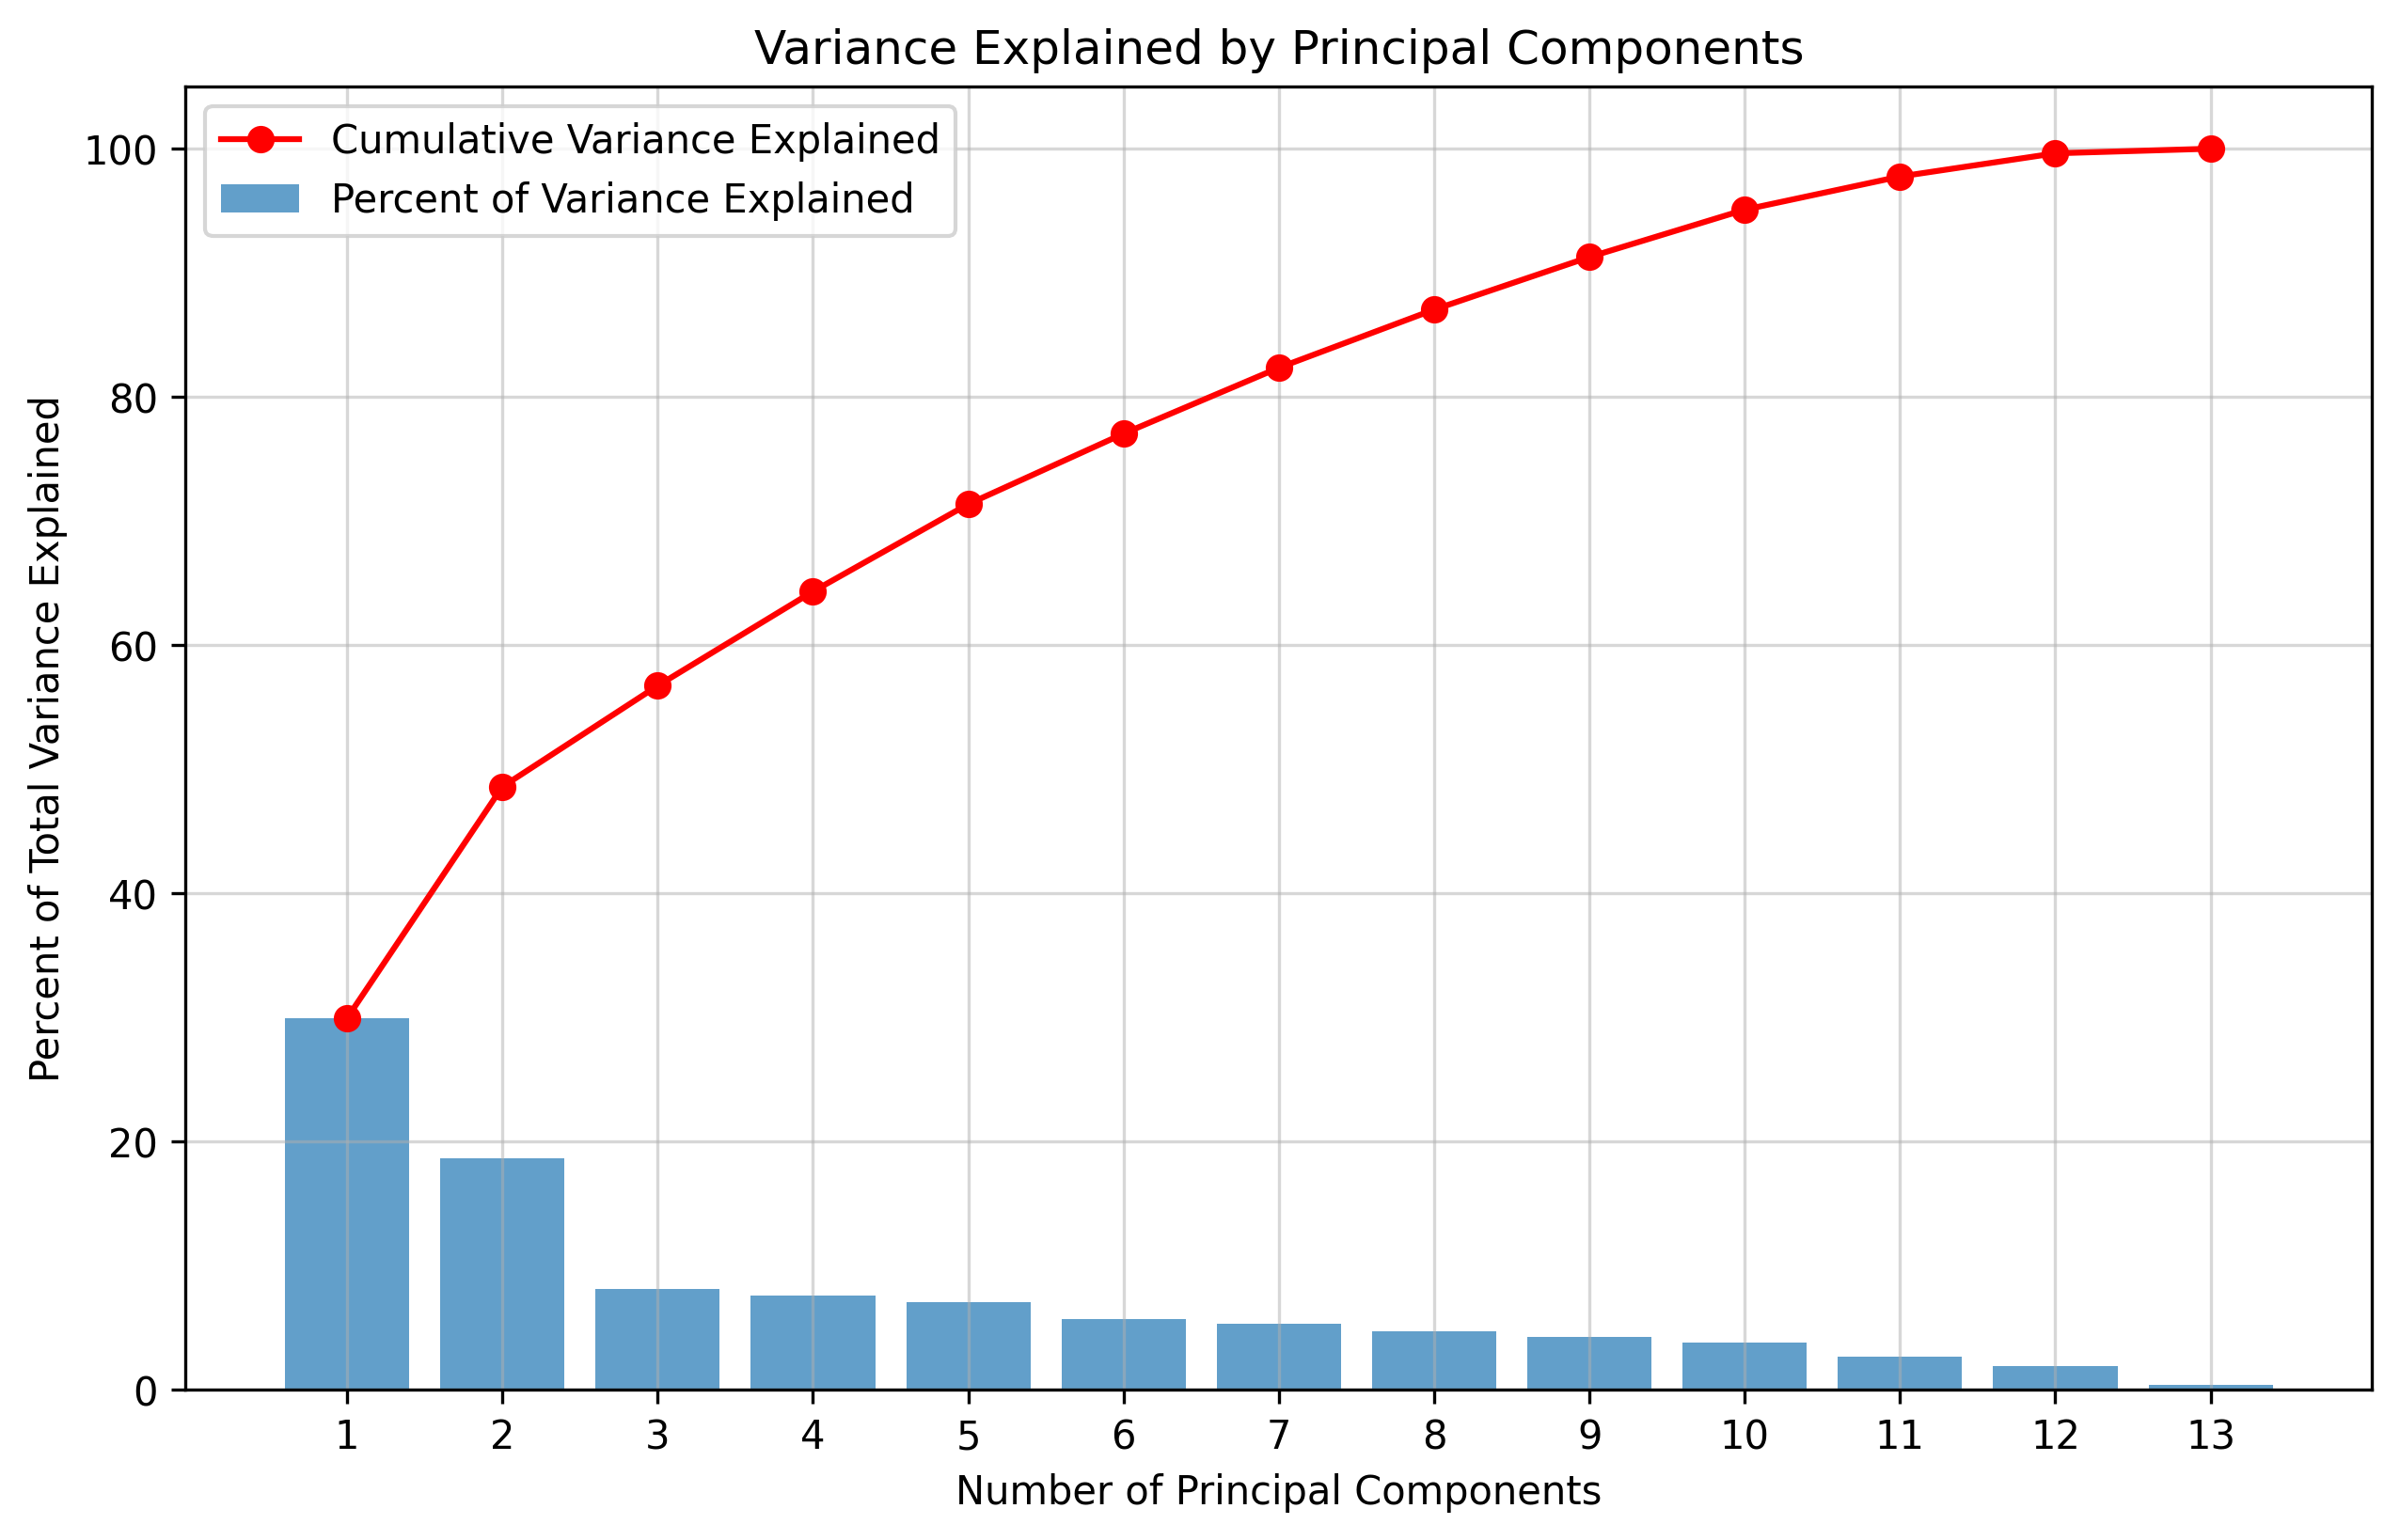 Variance Explained by Principal Components
Cumulative Variance Explained
Percent of Variance Explained
Percent of Total Variance Explained
100
80
60
40
20
0
1 2 3 4 5 6 7 8 9 10 11 12 13
Number of Principal Components